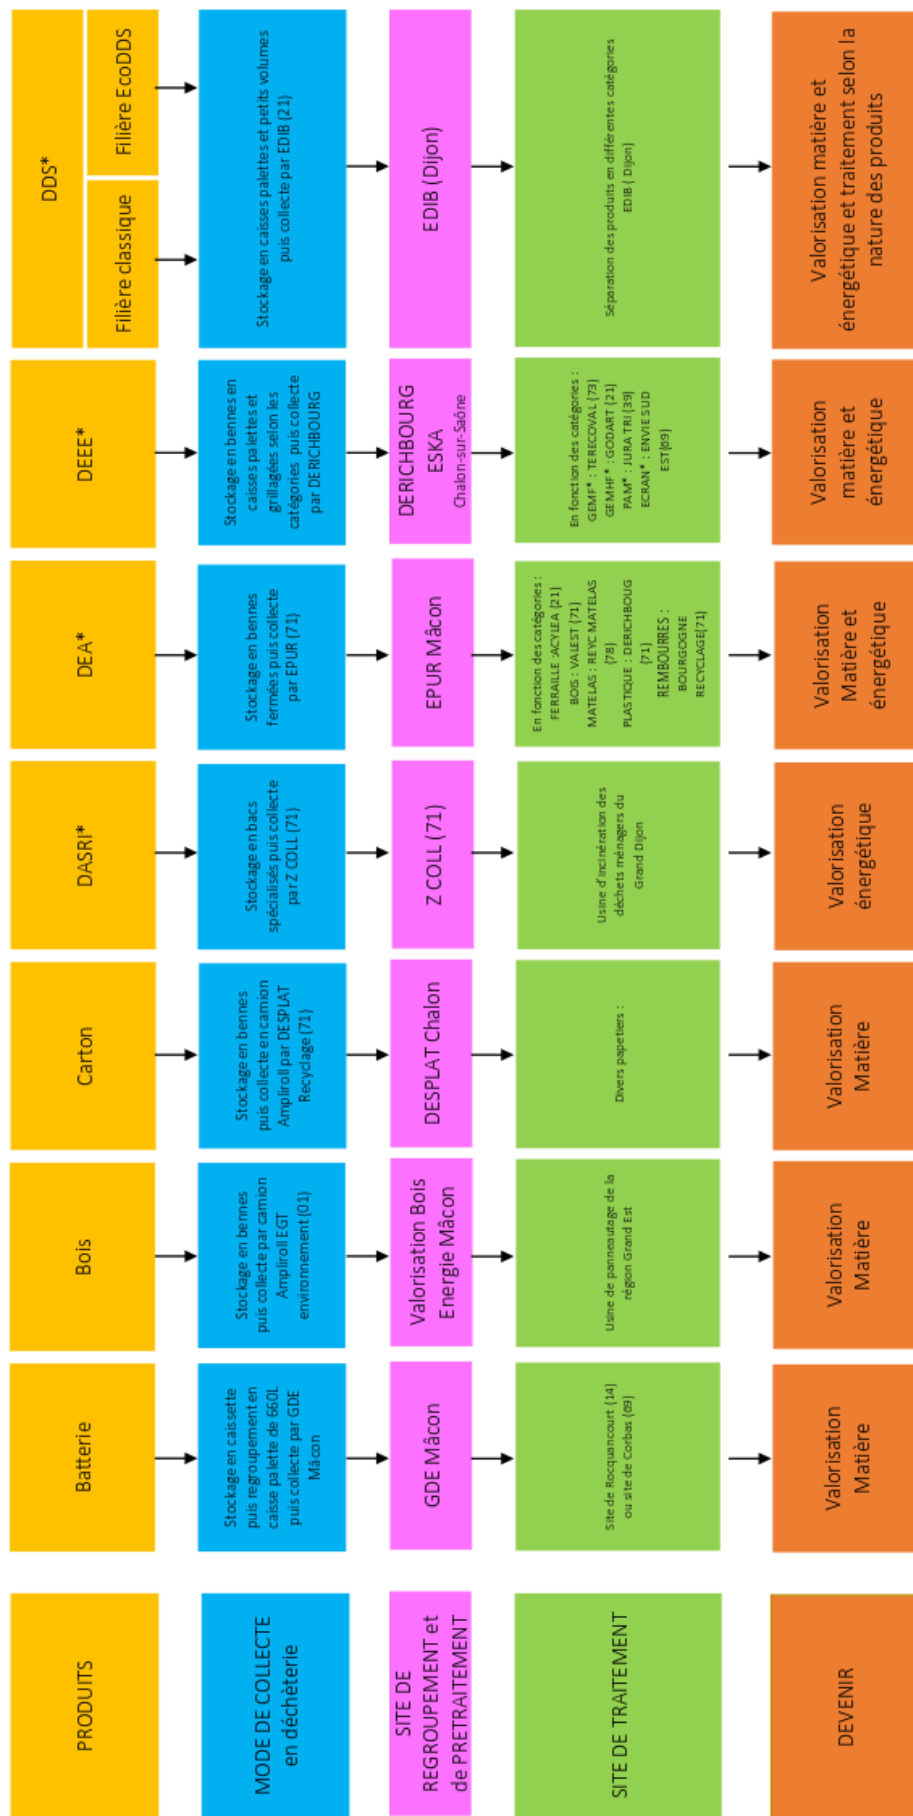 PRODUITS
Batterie
Bois
Carton
DASRI*
DEA*
DEEE*
DDS*
Filière classique
Filière EcoDDS
MODE DE COLLECTE
en déchèterie
Stockage en caissette
puis regroupement en
caisse palette de 660L
puis collecte par GDE
Mâcon
Stockage en bennes
puis collecte par camion
Ampliroll EGT
environnement (01)
Stockage en bennes
puis collecte en camion
Ampliroll par DESPLAT
Recyclage (71)
Stockage en bacs
spécialisés puis collecte
par Z COLL (71)
Stockage en bennes
fermées puis collecte
par EPUR (71)
Stockage en bennes en
caisses palettes et
grillagées selon les
catégories puis collecte
par DERICHBOURG
Stockage en caisses palettes et petits volumes
puis collecte par EDIB (21)
SITE DE
REGROUPEMENT et
de PRETRAITEMENT
GDE Mâcon
Valorisation Bois
Energie Mâcon
DESPLAT Chalon
Z COLL (71)
EPUR Mâcon
DERICHBOURG
ESKA
Chalon-sur-Saône
EDIB (Dijon)
SITE DE TRAITEMENT
Site de Rocquancourt (14)
ou site de Corbas (69)
Usine de panneautage de la
région Grand Est
Divers papetiers :
Usine d'incinération des
déchets ménagers du
Grand Dijon
En fonction des catégories :
FERRAILLE :ACYLEA (21)
BOIS : VALEST (71)
MATELAS : REYC MATELAS
(78)
PLASTIQUE : DERICHBOUG
(71)
REMBOURRES :
BOURGOGNE
RECYCLAGE(71)
En fonction des catégories :
GEMF* : TERECOVAL (73)
GEMHF* : GODART (21)
PAM* : JURA TRI (39)
ECRAN* : ENVIE SUD
EST(69)
Séparation des produits en différentes catégories
EDIB ( Dijon)
DEVENIR
Valorisation
Matière
Valorisation
Matière
Valorisation
Matière
Valorisation
énergétique
Valorisation
Matière et
énergétique
Valorisation
matière et
énergétique
Valorisation matière et
énergétique et traitement selon la
nature des produits